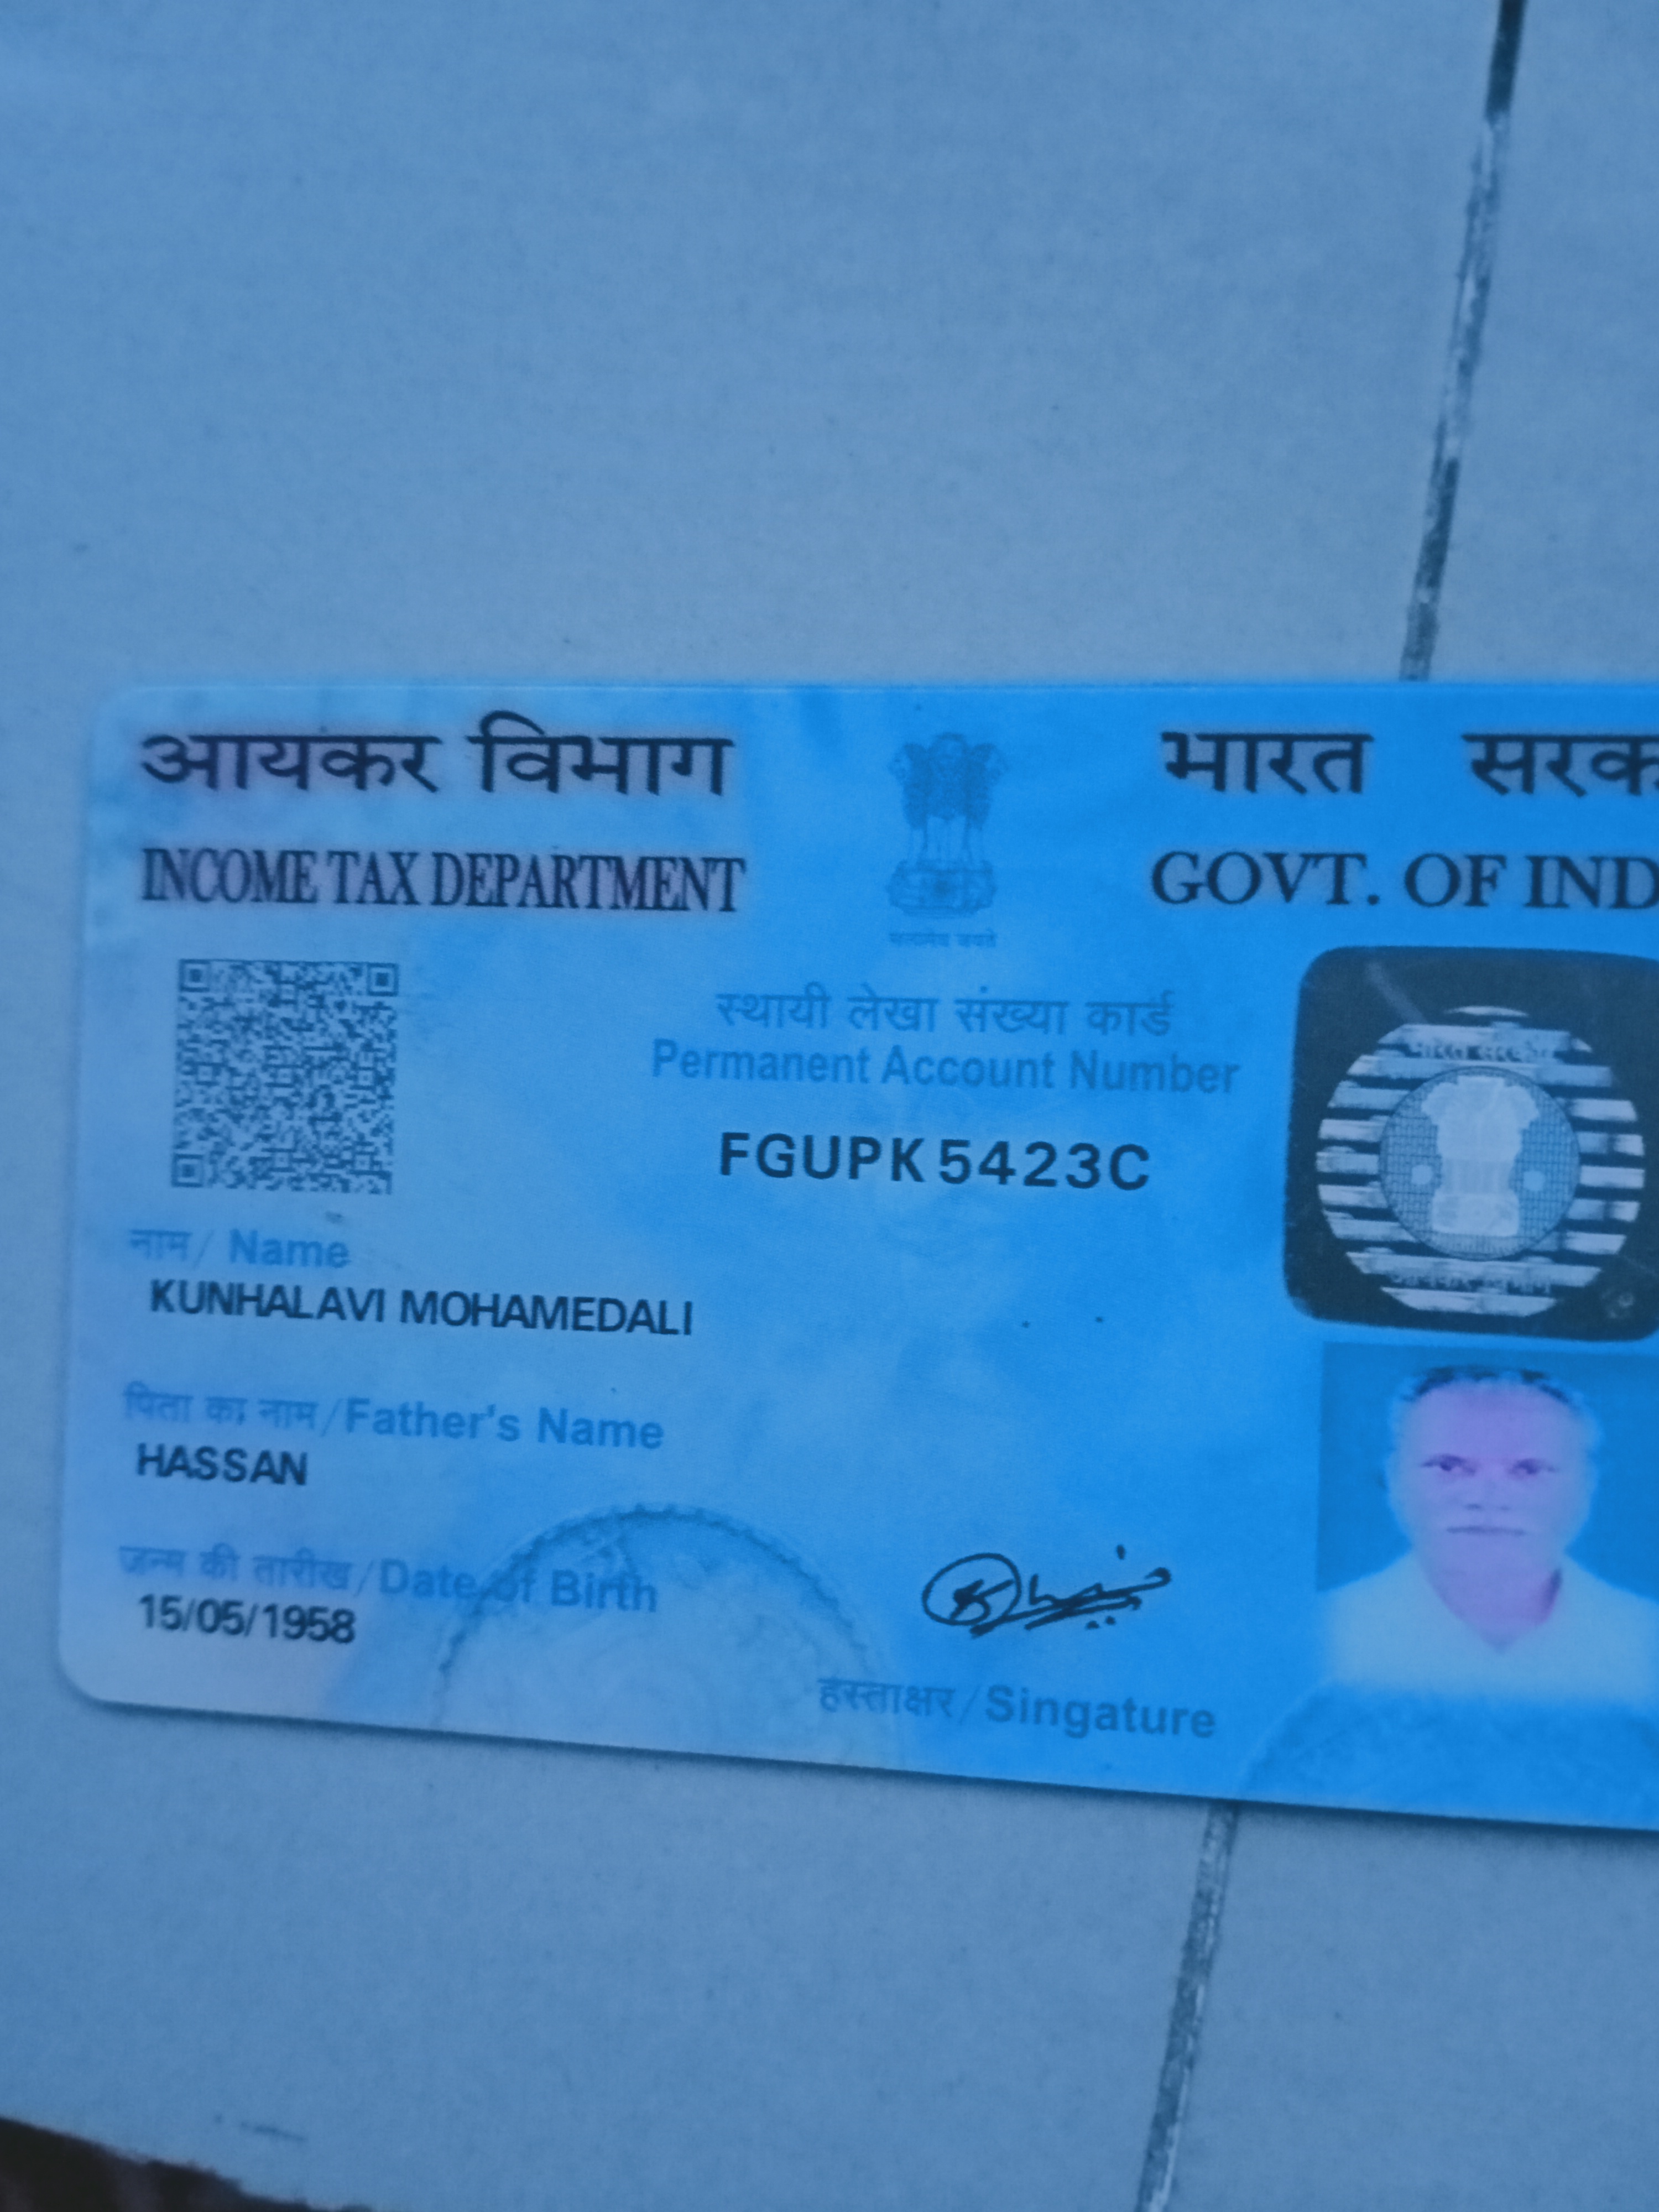 आयकर विभाग
INCOME TAX DEPARTMENT
भारत सरक
GOVT. OF IND
सत्यमेव जयते
स्थायी लेखा संख्या कार्ड
Permanent Account Number
FGUPK5423C
नाम / Name
KUNHALAVI MOHAMEDALI
पिता का नाम/Father's Name
HASSAN
जन्म की तारीख/Date of Birth
15/05/1958
हस्ताक्षर/Singature